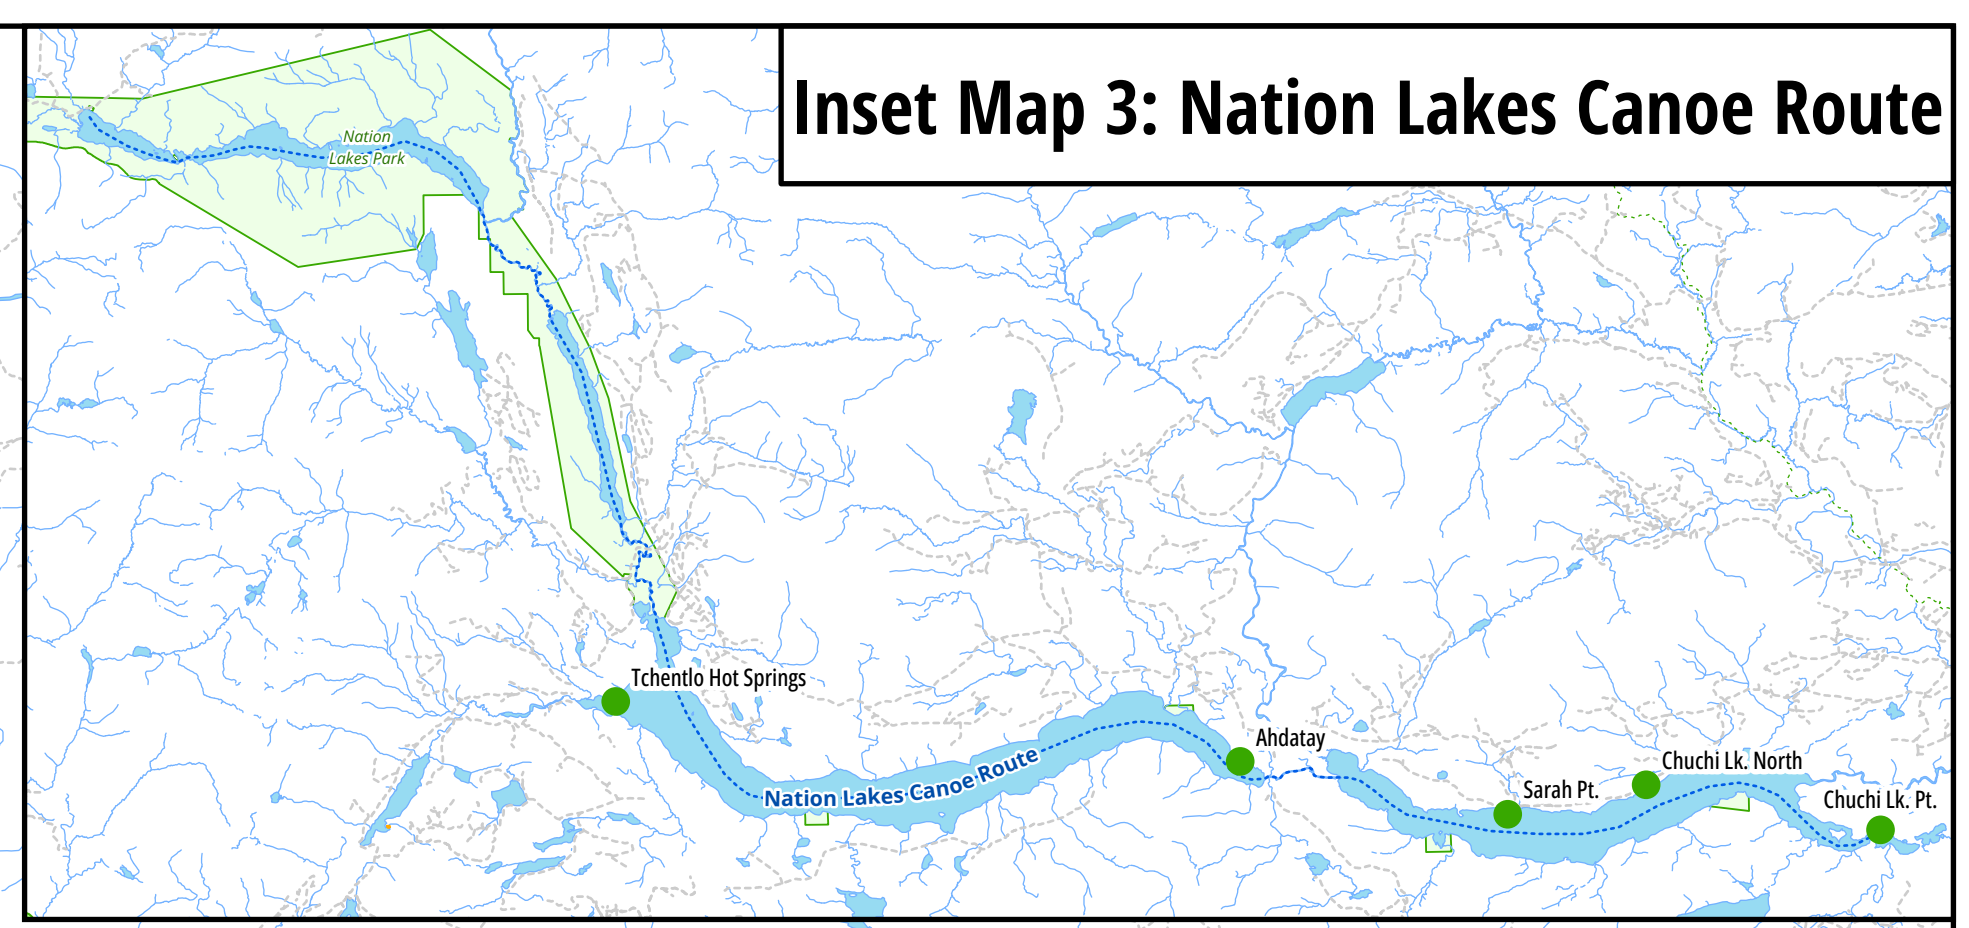 Inset Map 3: Nation Lakes Canoe Route
Nation
Lakes Park
Tchentlo Hot Springs
Nation Lakes Canoe Route
Ahdatay
Sarah Pt.
Chuchi Lk. North
Chuchi Lk. Pt.